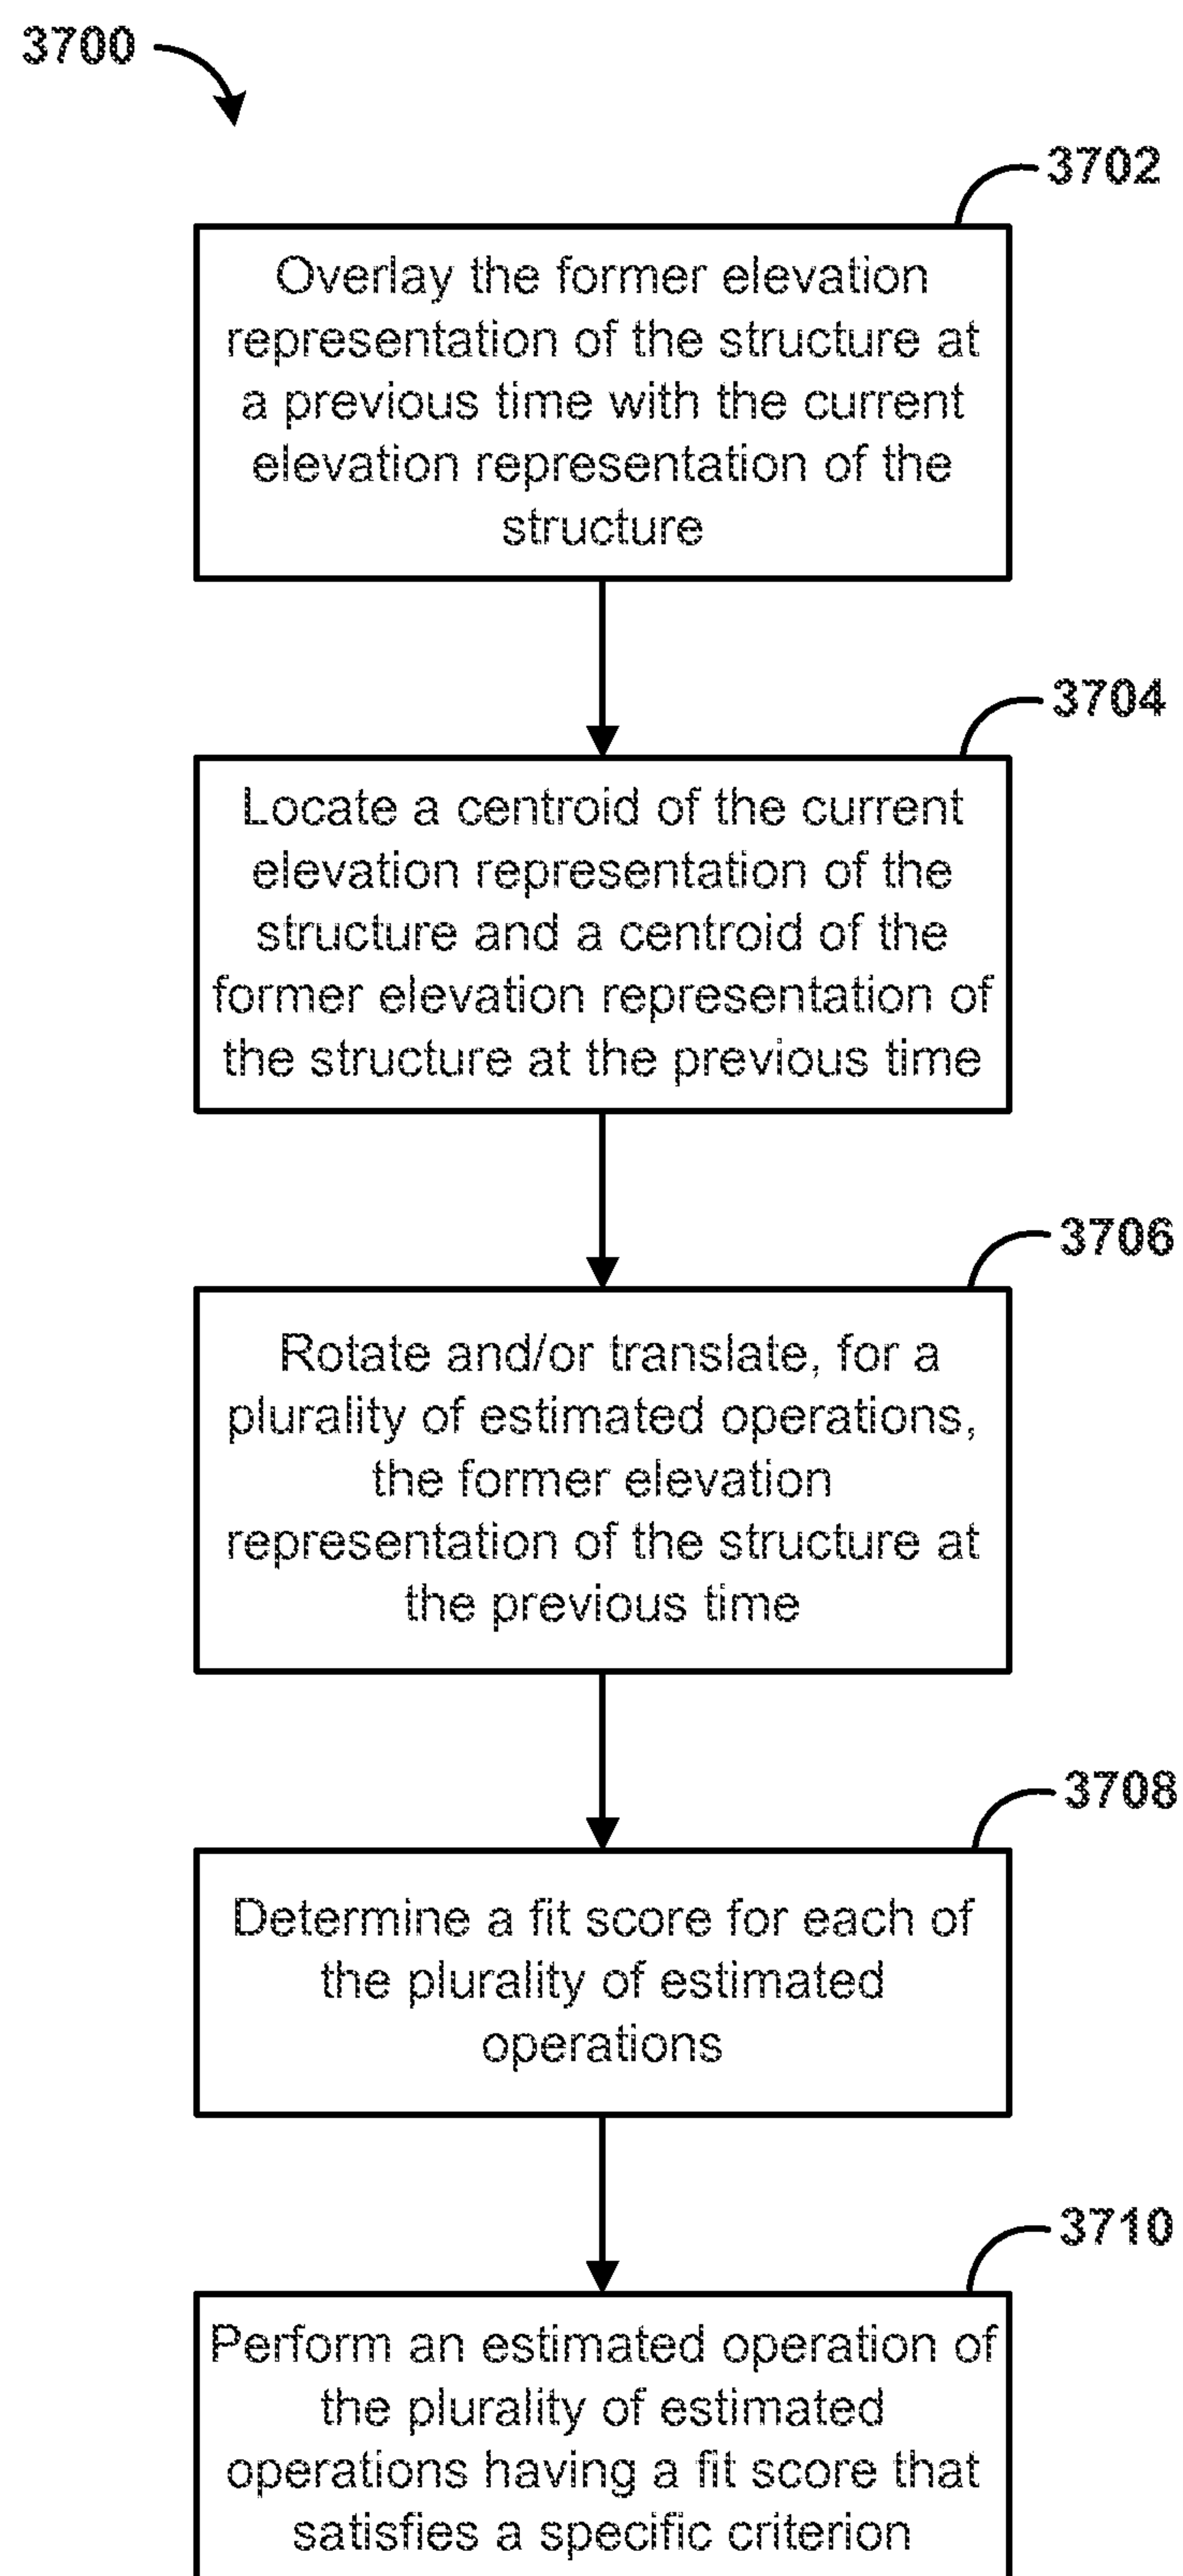 3700
3702
Overlay the former elevation
representation of the structure at
a previous time with the current
elevation representation of the
structure
3704
Locate a centroid of the current
elevation representation of the
structure and a centroid of the
former elevation representation of
the structure at the previous time
3706
Rotate and/or translate, for a
plurality of estimated operations,
the former elevation
representation of the structure at
the previous time
3708
Determine a fit score for each of
the plurality of estimated
operations
3710
Perform an estimated operation of
the plurality of estimated
operations having a fit score that
satisfies a specific criterion